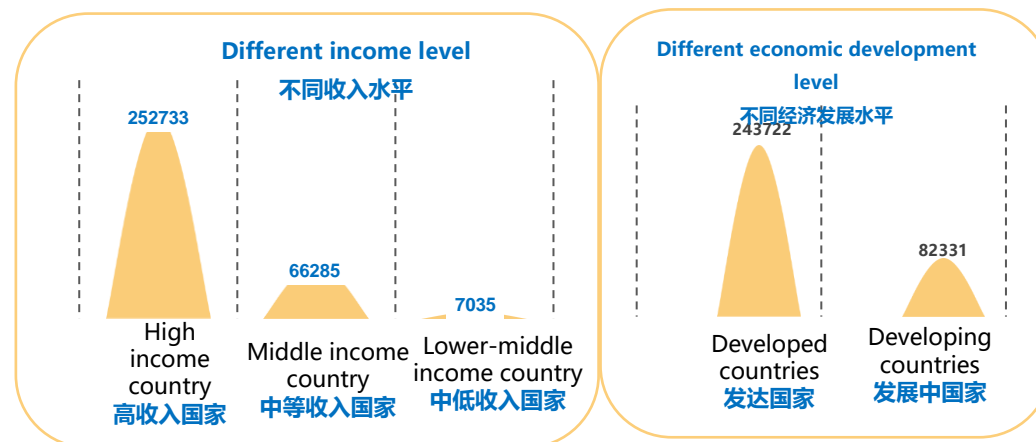 Different income level
不同收入水平
252733
66285
7035
High
income
country
高收入国家
Middle income
country
中等收入国家
Lower-middle
income country
中低收入国家
Different economic development
level
不同经济发展水平
243722
82331
Developed
countries
发达国家
Developing
countries
发展中国家